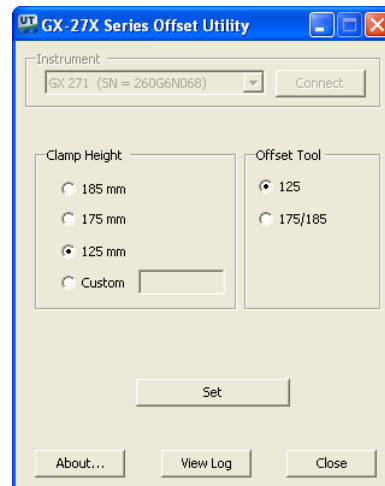 UT GX-27X Series Offset Utility
Instrument
GX 271 (SN = 260G6N068) Connect
Clamp Height Offset Tool
185 mm 125
175 mm 175/185
125 mm
Custom
Set
About... View Log Close